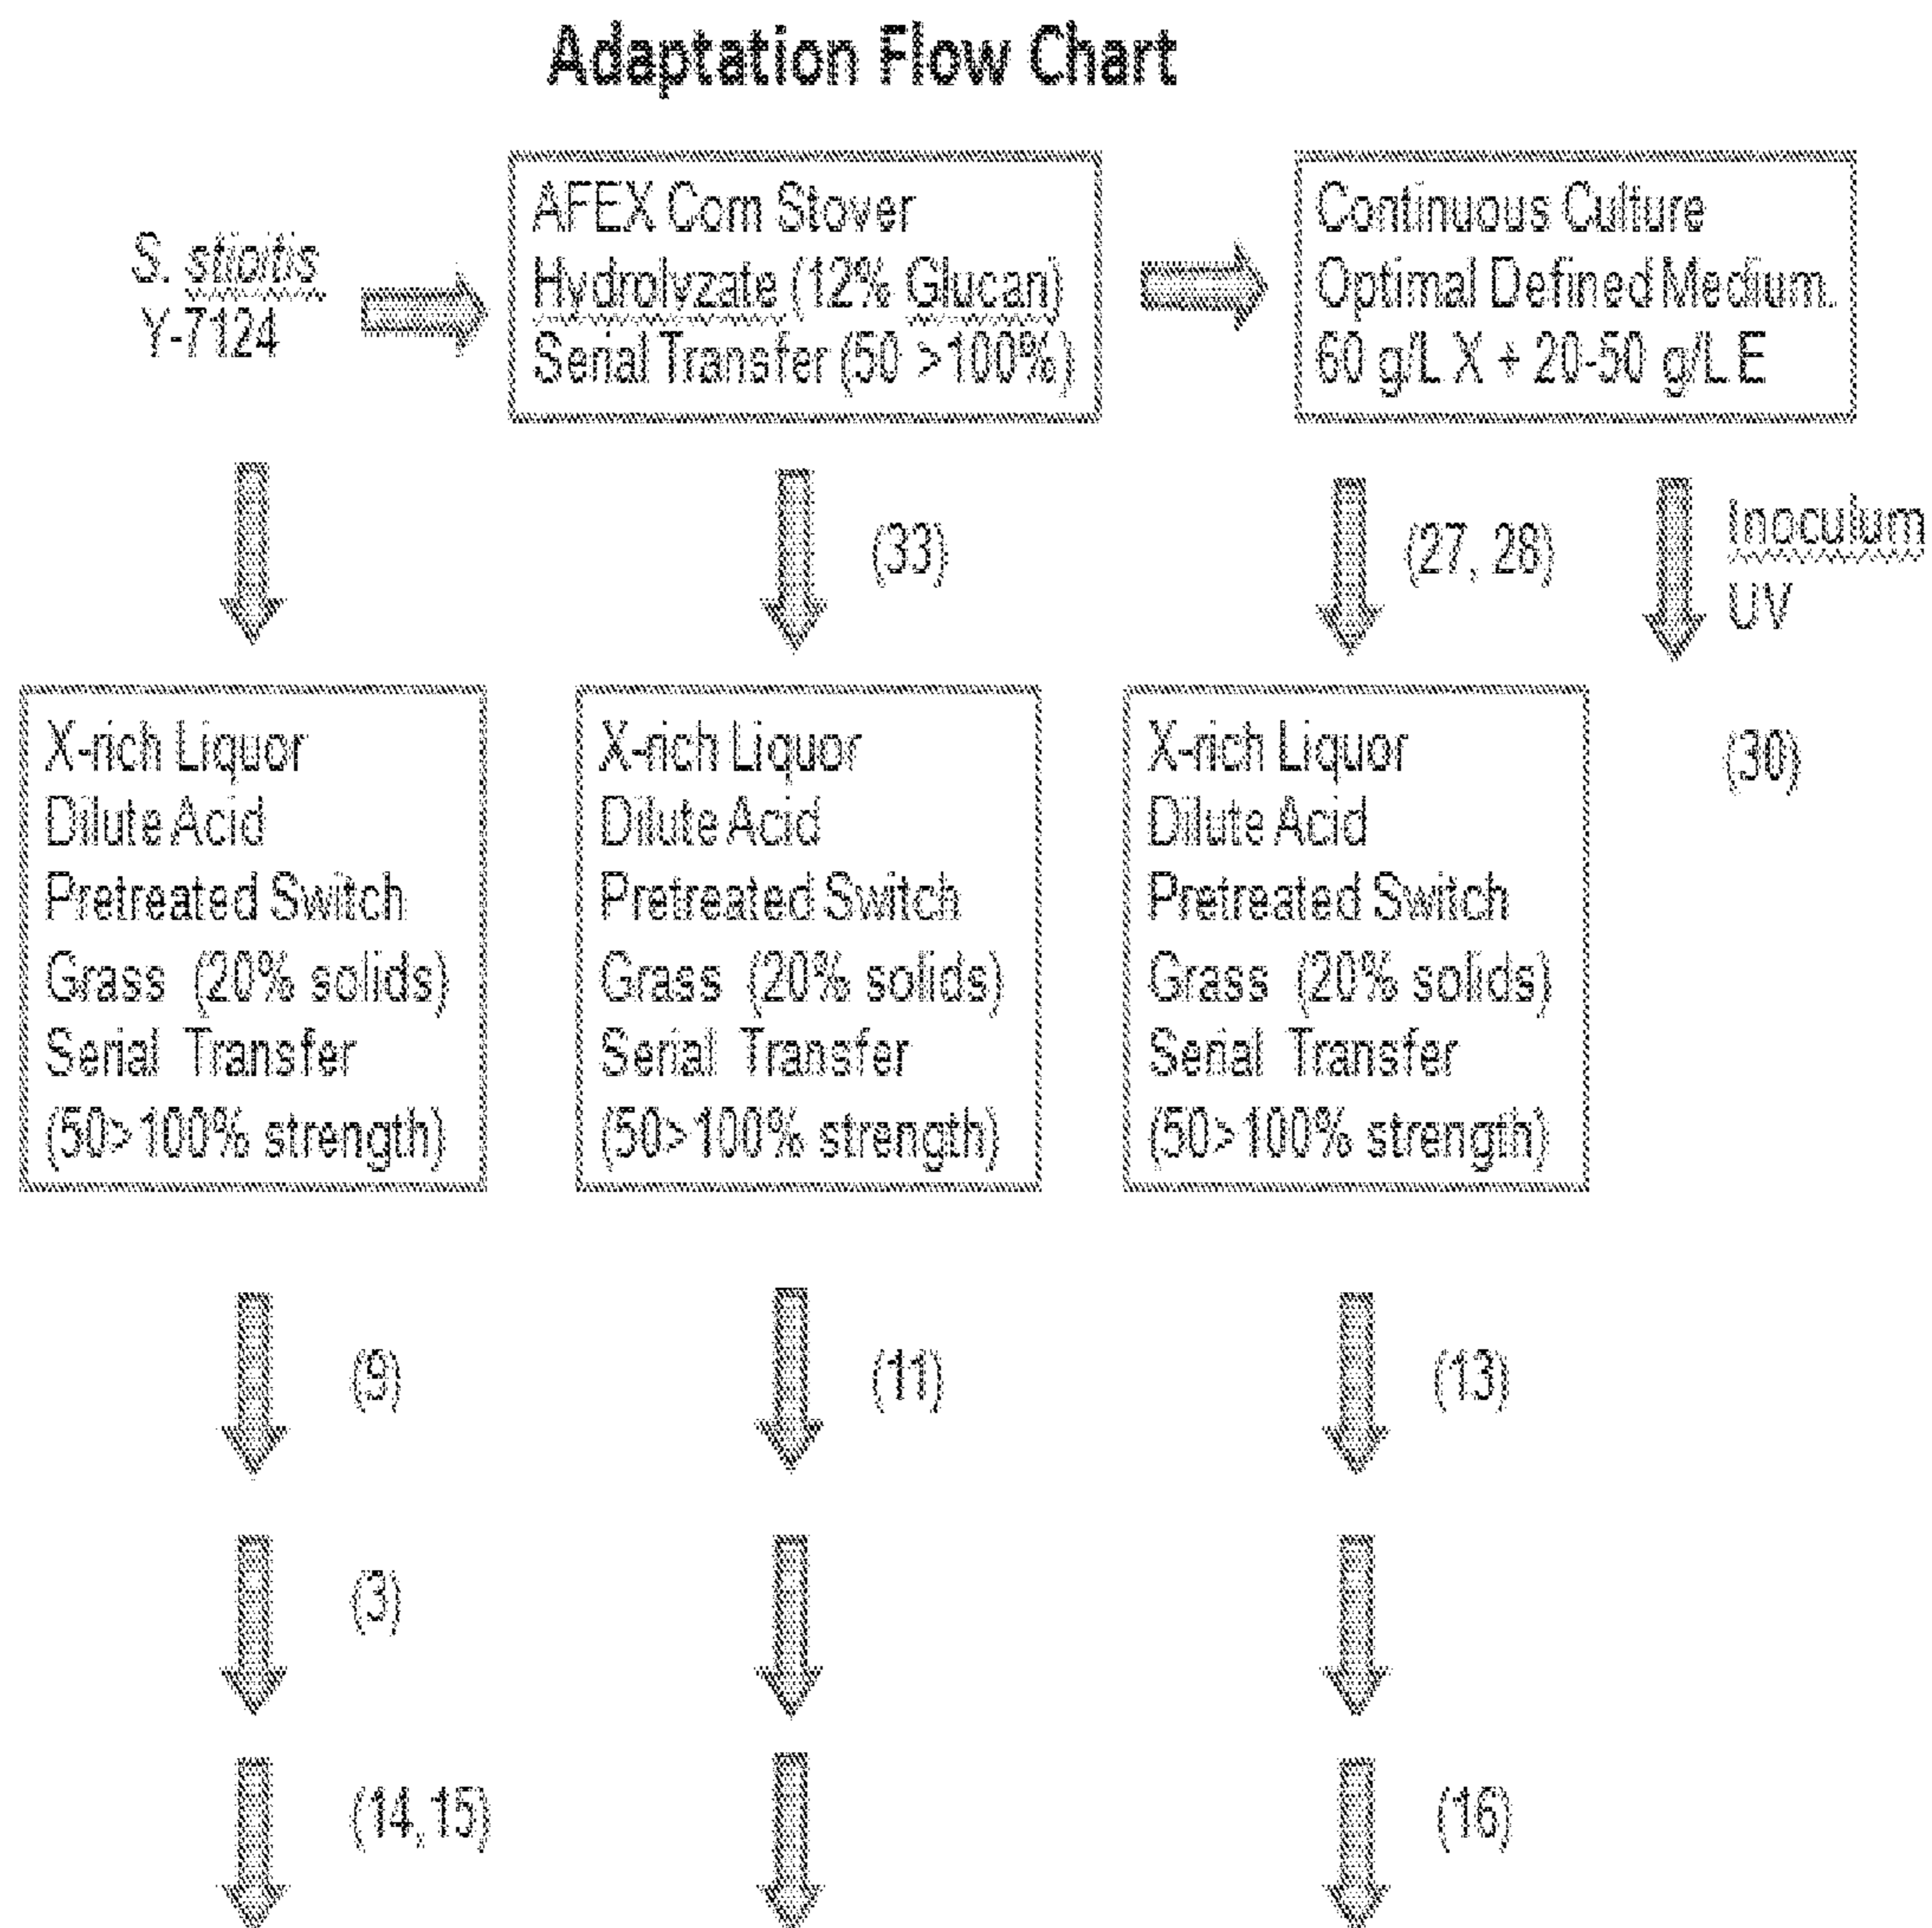 Adaptation Flow Chart
S. stipitis
Y-7124
AFEX Corn Stover
Hydrolyzate (12% Glucan)
Serial Transfer (50 >100%)
Continuous Culture
Optimal Defined Medium.
60 g/L X + 20-50 g/L E
(33)
(27, 28)
Inoculum
UV
(30)
X-rich Liquor
Dilute Acid
Pretreated Switch
Grass (20% solids)
Serial Transfer
(50>100% strength)
X-rich Liquor
Dilute Acid
Pretreated Switch
Grass (20% solids)
Serial Transfer
(50>100% strength)
X-rich Liquor
Dilute Acid
Pretreated Switch
Grass (20% solids)
Serial Transfer
(50>100% strength)
(9)
(11)
(13)
(3)
(14, 15)
(16)